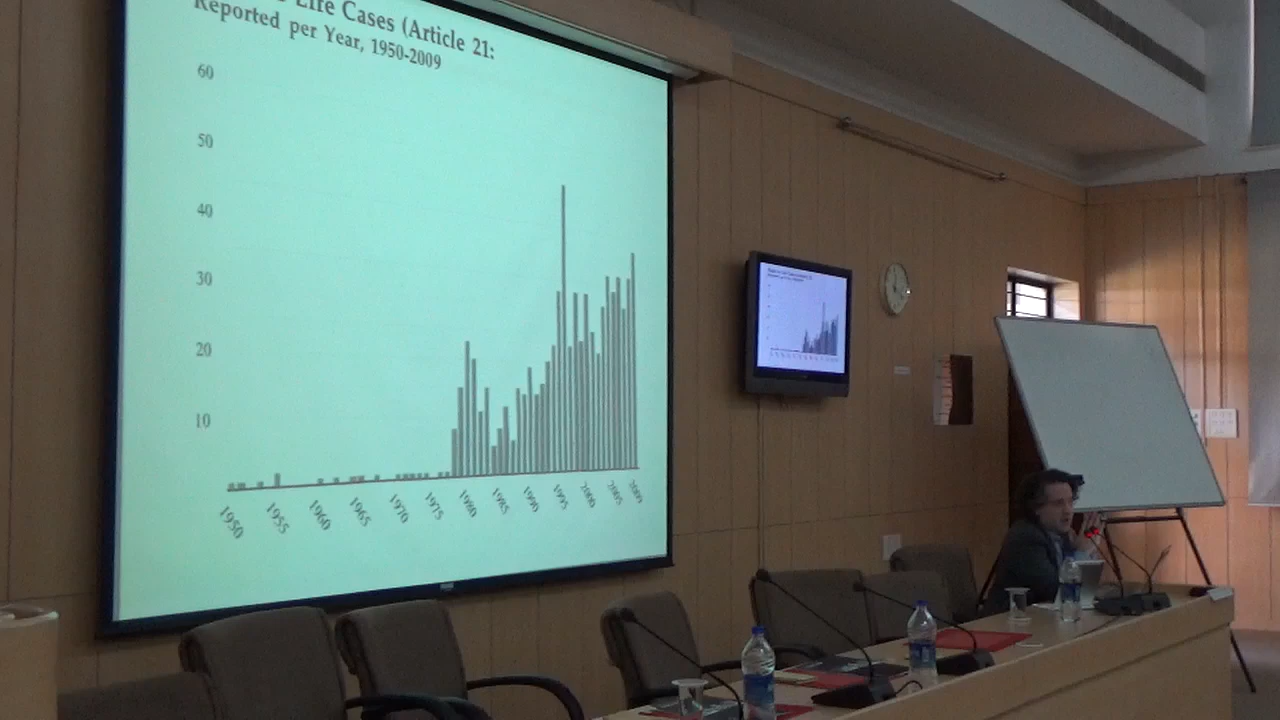 Life Cases (Article 21:
Reported per Year, 1950-2009
60
50
40
30
20
10
1950 1955 1960 1965 1970 1975 1980 1985 1990 1995 2000 2005 2009